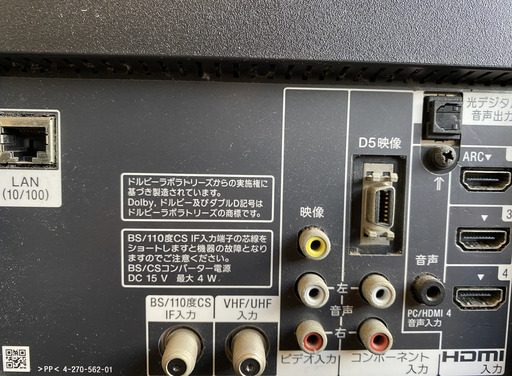 光デジタル
音声出力
D5映像
LAN
(10/100)
ARC▼
ドルビーラボラトリーズからの実施権に
基づき製造されています。
Dolby、ドルビー及びダブルD記号は
ドルビーラボラトリーズの商標です。
映像
3
BS/110度CS IF入力端子の芯線を
ショートしますと機器の故障となり
ますのでご注意ください。
BS/CSコンバーター電源
DC 15 V 最大 4 W
音声
4
左
音声
右
BS/110度CS
IF入力
VHF/UHF
入力
PC/HDMI 4
音声入力
ビデオ入力
コンポーネント
入力
HDMI
入力
>PP< 4-270-562-01